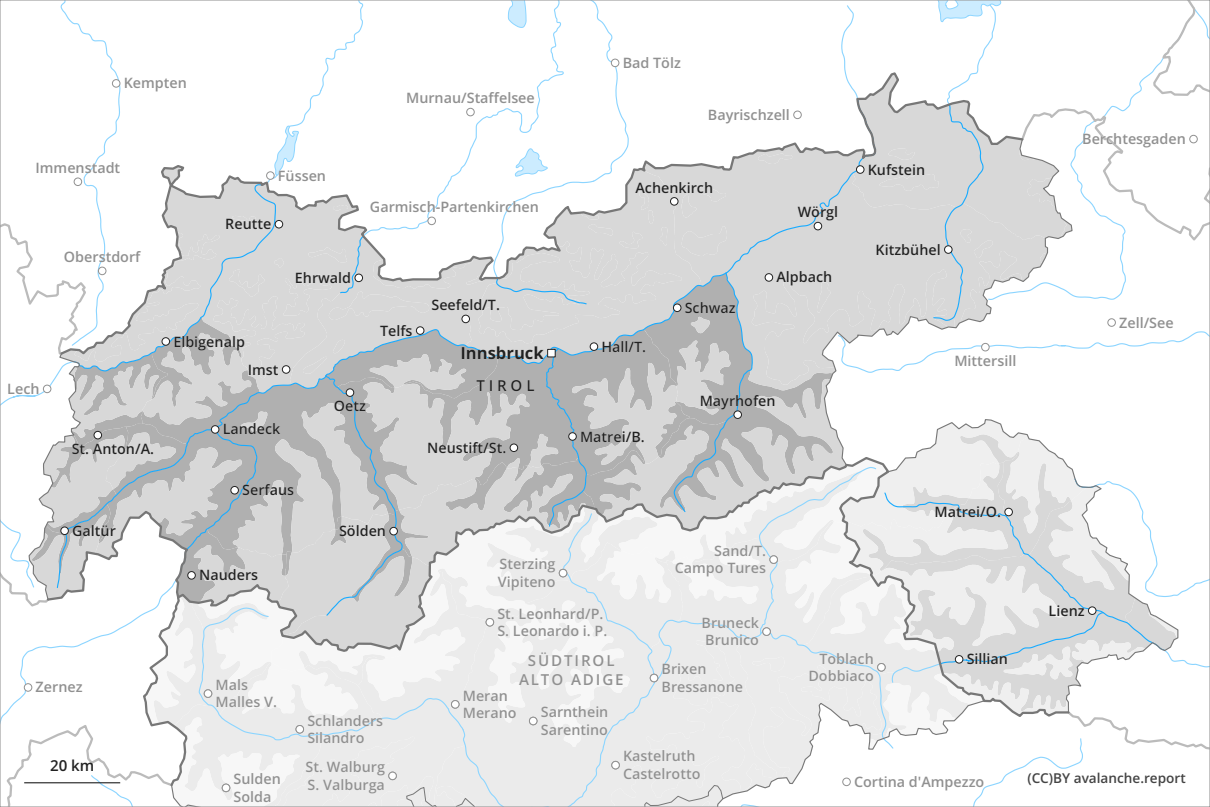 Kempten
Bad Tölz
Murnau/Staffelsee
Bayrischzell
Berchtesgaden
Immenstadt
Füssen
Kufstein
Achenkirch
Garmisch-Partenkirchen
Wörgl
Reutte
Kitzbühel
Oberstdorf
Ehrwald
Alpbach
Seefeld/T.
Schwaz
Zell/See
Telfs
Elbigenalp
Hall/T.
Innsbruck
Mittersill
Imst
TIROL
Lech
Oetz
Mayrhofen
Landeck
Matrei/B.
St. Anton/A.
Neustift/St.
Serfaus
Matrei/O.
Galtür
Sölden
Sand/T.
Campo Tures
Sterzing
Vipiteno
Nauders
Lienz
St. Leonhard/P.
S. Leonardo i. P.
Bruneck
Brunico
SÜDTIROL
ALTO ADIGE
Sillian
Toblach
Dobbiaco
Brixen
Bressanone
Zernez
Mals
Malles V.
Meran
Merano
Sarnthein
Sarentino
Schlanders
Silandro
Kastelruth
Castelrotto
St. Walburg
S. Valburga
20 km
Sulden
Solda
Cortina d'Ampezzo
(CC)BY avalanche.report